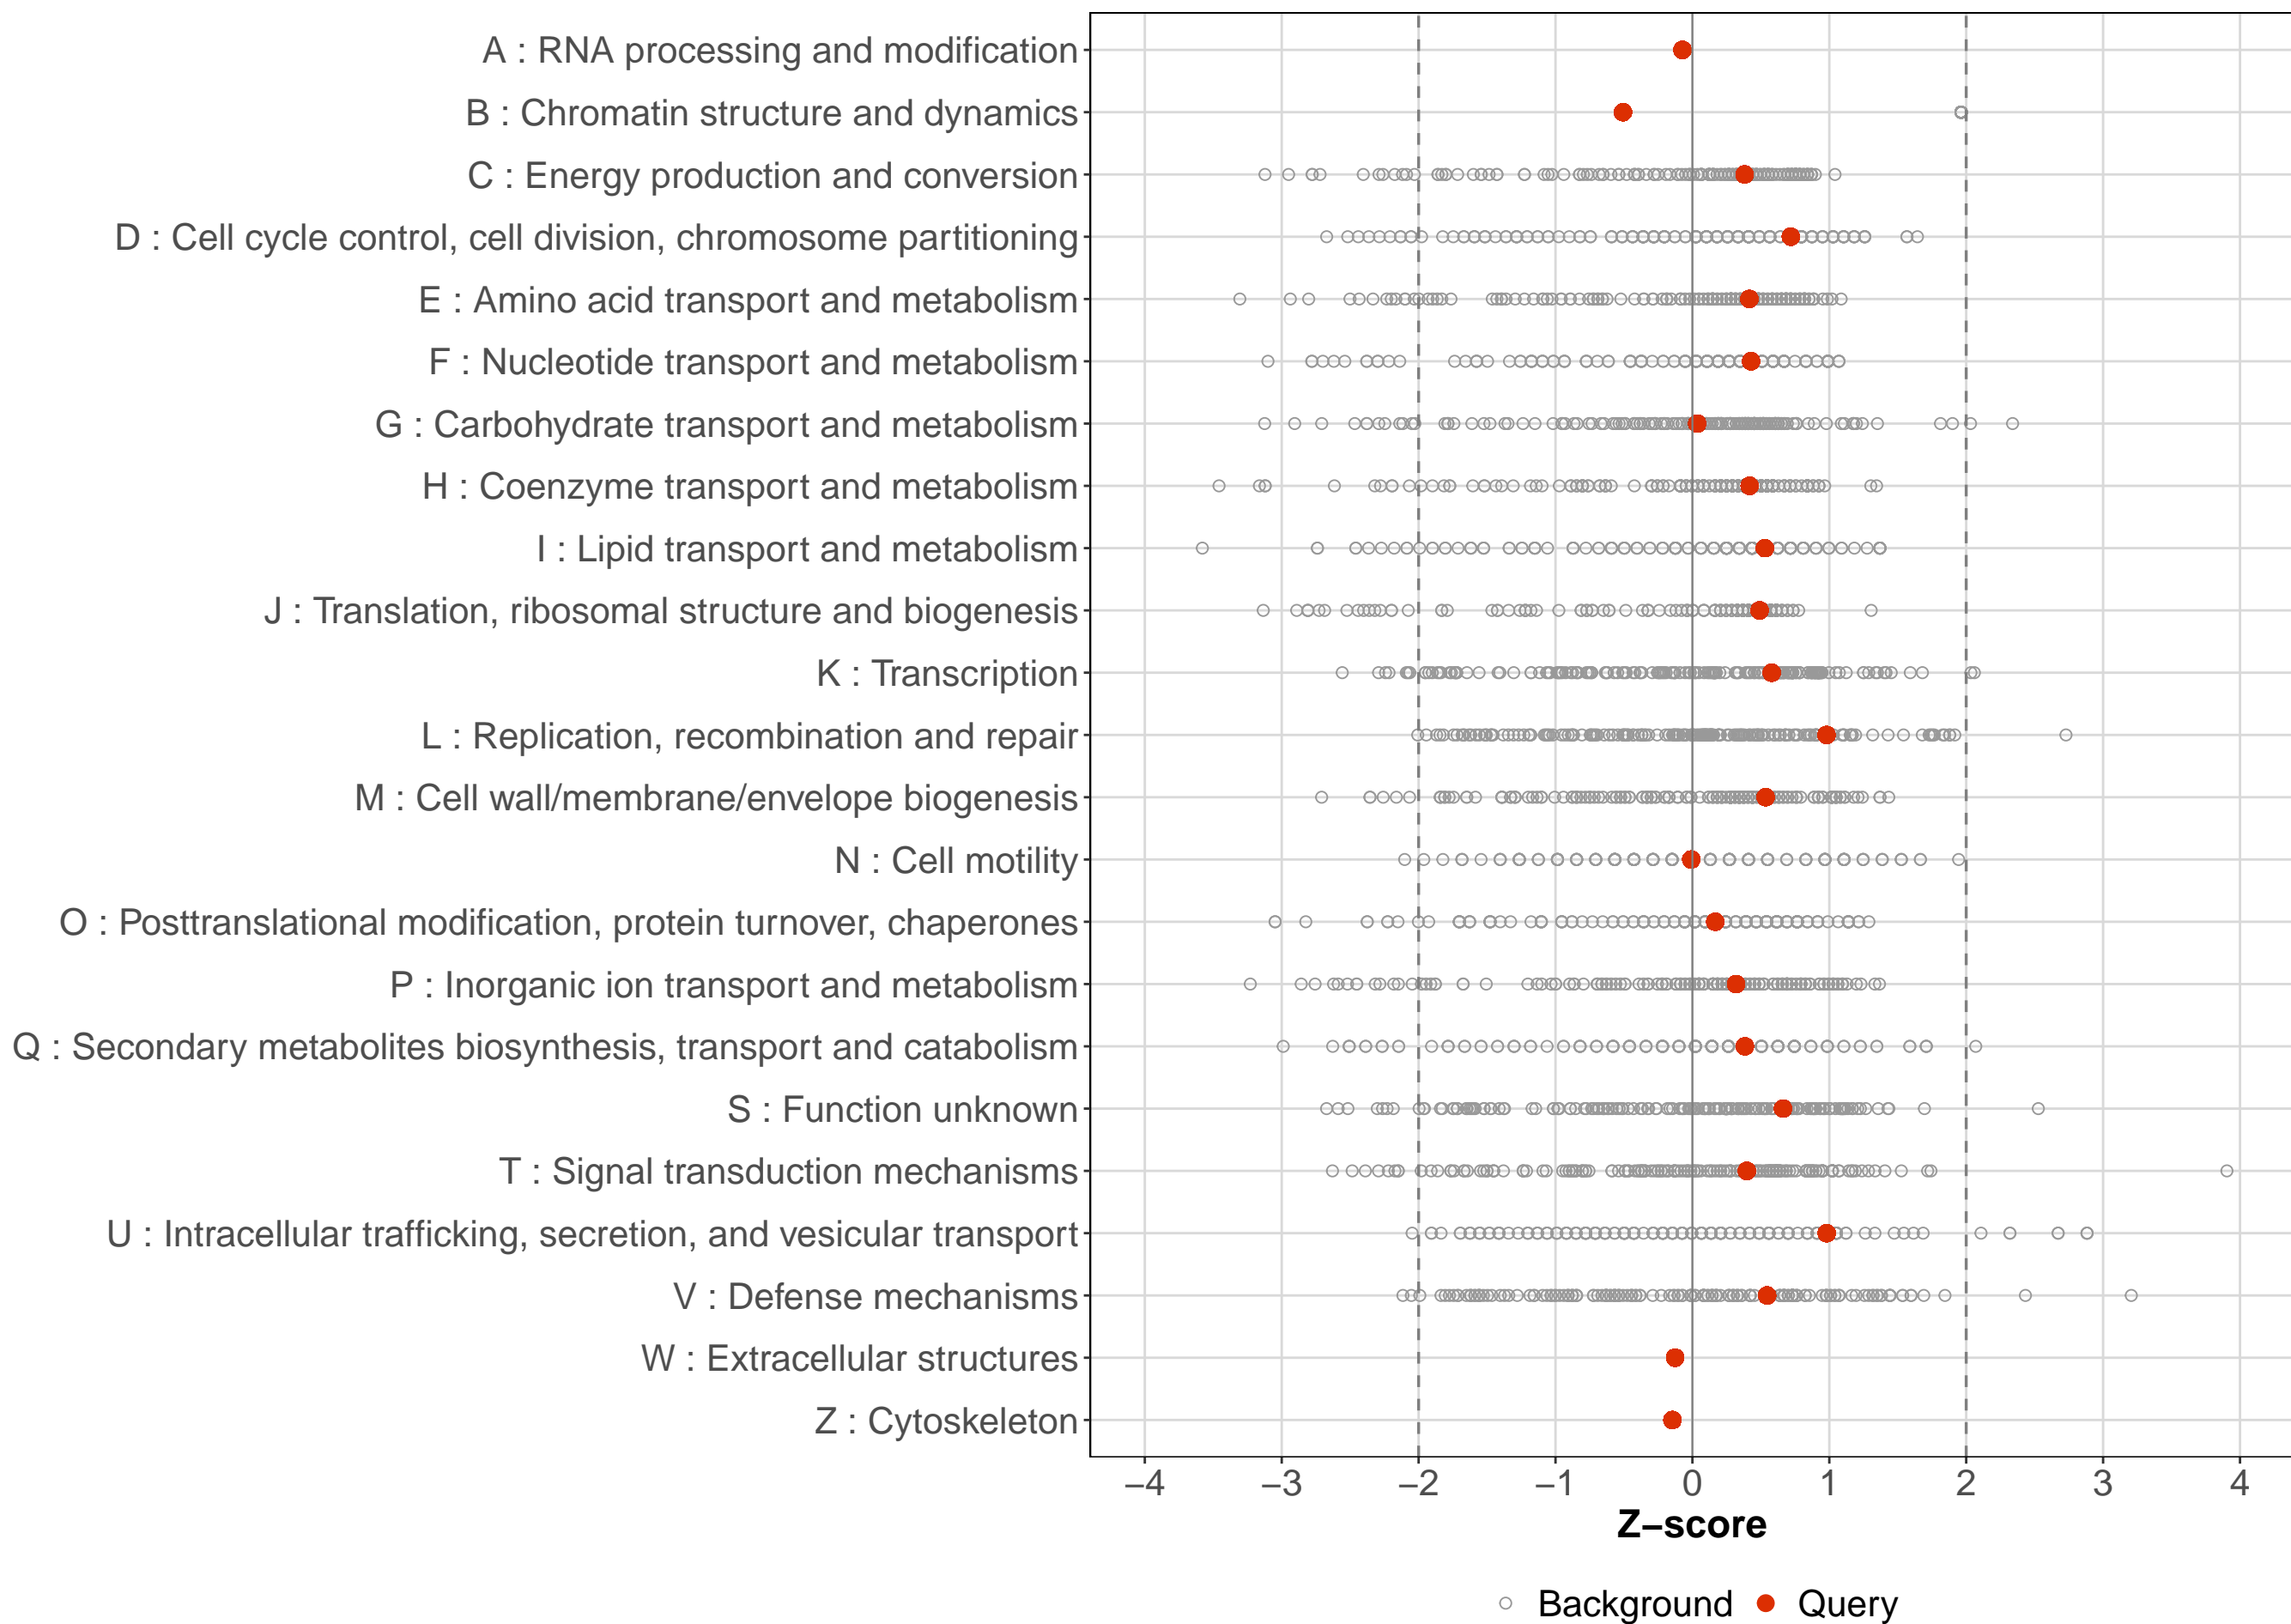 A : RNA processing and modification
B : Chromatin structure and dynamics
C : Energy production and conversion
D : Cell cycle control, cell division, chromosome partitioning
E : Amino acid transport and metabolism
F : Nucleotide transport and metabolism
G : Carbohydrate transport and metabolism
H : Coenzyme transport and metabolism
I : Lipid transport and metabolism
J : Translation, ribosomal structure and biogenesis
K : Transcription
L : Replication, recombination and repair
M : Cell wall/membrane/envelope biogenesis
N : Cell motility
O : Posttranslational modification, protein turnover, chaperones
P : Inorganic ion transport and metabolism
Q : Secondary metabolites biosynthesis, transport and catabolism
S : Function unknown
T : Signal transduction mechanisms
U : Intracellular trafficking, secretion, and vesicular transport
V : Defense mechanisms
W : Extracellular structures
Z : Cytoskeleton
−4 −3 −2 −1 0 1 2 3 4
Z−score
Background Query